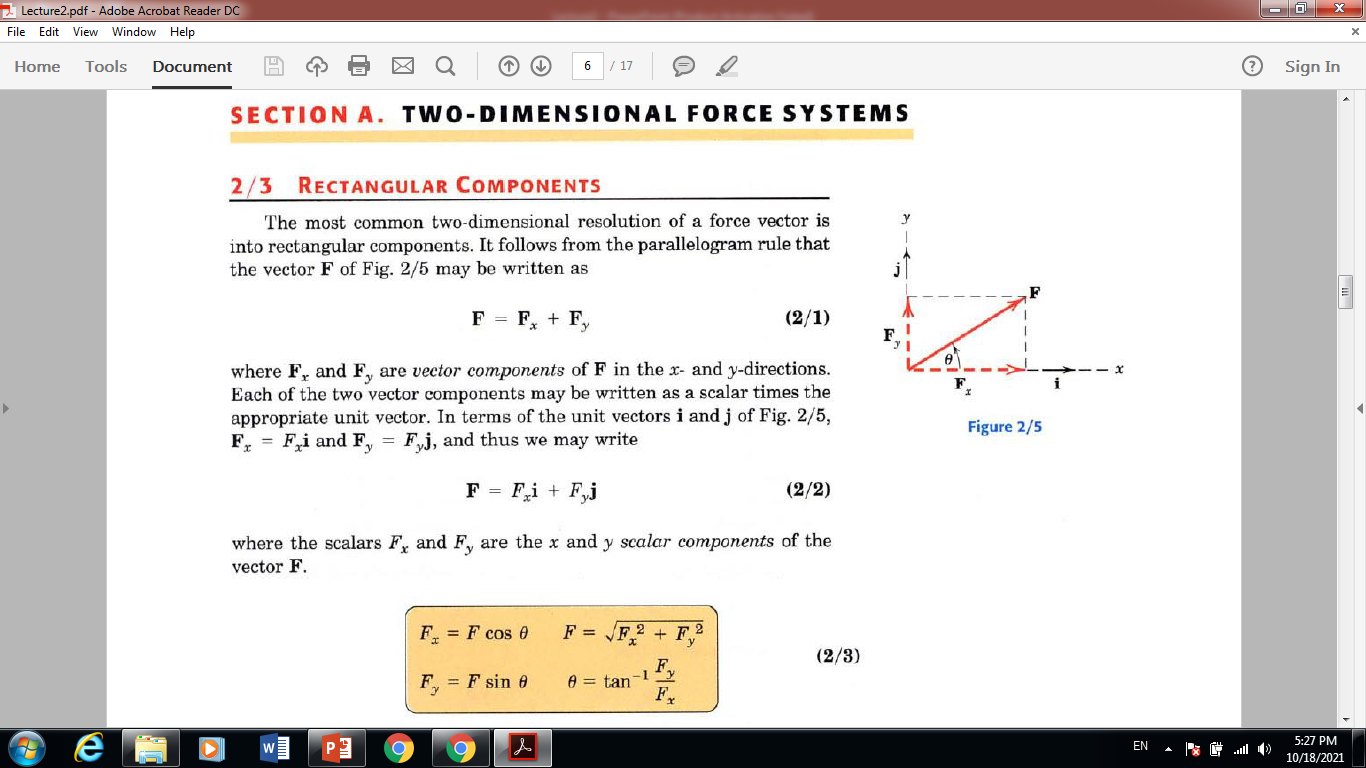 Lecture2.pdf - Adobe Acrobat Reader DC
File Edit View Window Help
Home Tools Document 6 / 17 Sign In
SECTION A. TWO-DIMENSIONAL FORCE SYSTEMS
2/3 RECTANGULAR COMPONENTS
The most common two-dimensional resolution of a force vector is
into rectangular components. It follows from the parallelogram rule that
the vector F of Fig. 2/5 may be written as
F = Fx + Fy (2/1)
where Fx and Fy are vector components of F in the x- and y-directions.
Each of the two vector components may be written as a scalar times the
appropriate unit vector. In terms of the unit vectors i and j of Fig. 2/5,
Fx = Fxi and Fy = Fyj, and thus we may write
F = Fxi + Fyj (2/2)
where the scalars Fx and Fy are the x and y scalar components of the
vector F.
Fx = F cos θ F = √Fx² + Fy²
(2/3)
Fy = F sin θ θ = tan⁻¹ Fy/Fx
y
j
F
Fy
θ
x
Fx
i
Figure 2/5
EN
5:27 PM
10/18/2021